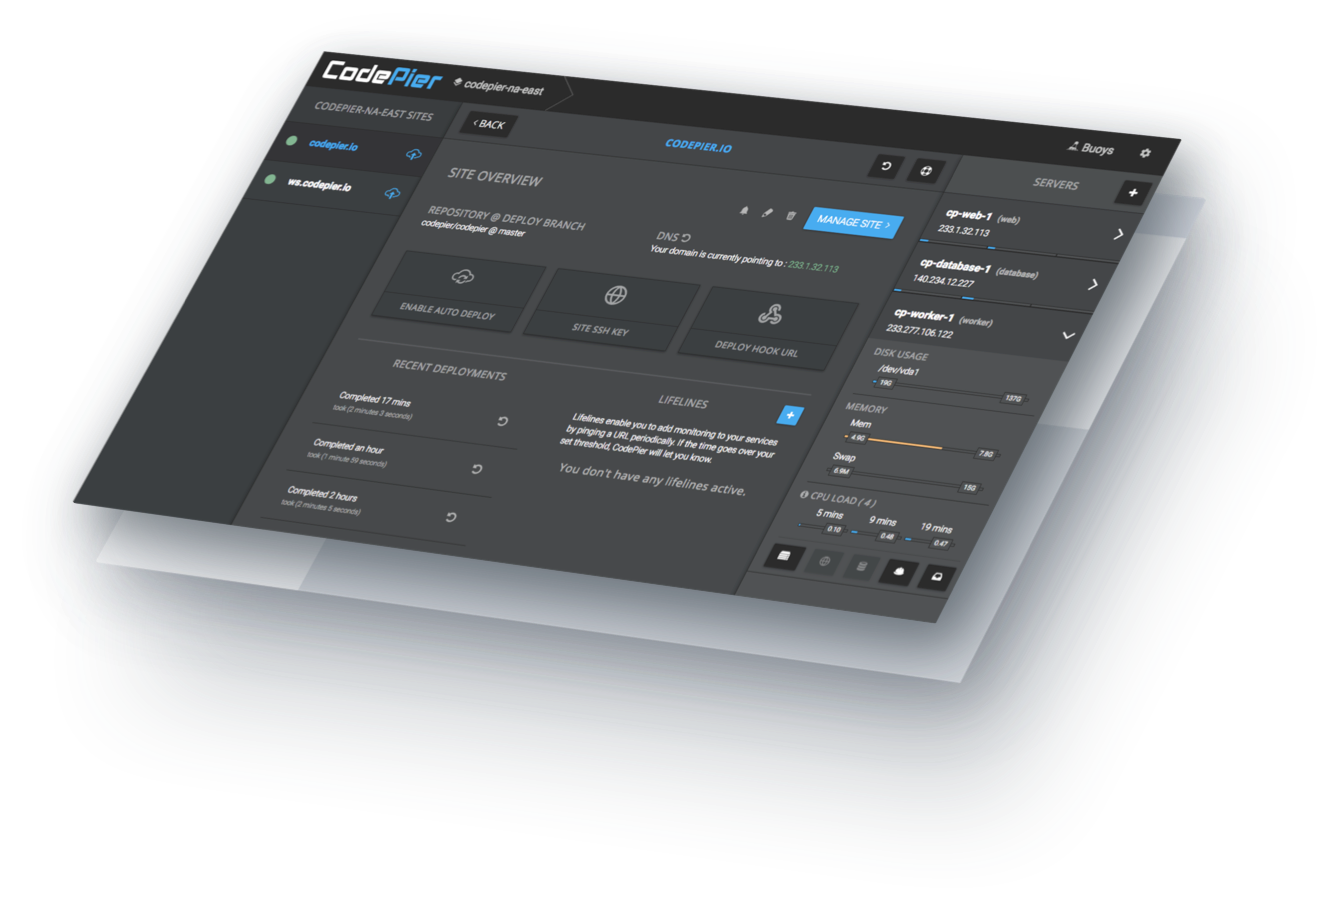 CodePier
codepier-na-east
Buoys
CODEPIER-NA-EAST SITES
codepier.io
ws.codepier.io
‹ BACK
CODEPIER.IO
SITE OVERVIEW
MANAGE SITE ›
REPOSITORY @ DEPLOY BRANCH
codepier/codepier @ master
DNS
Your domain is currently pointing to : 233.1.32.113
ENABLE AUTO DEPLOY
SITE SSH KEY
DEPLOY HOOK URL
RECENT DEPLOYMENTS
Completed 17 mins
took (2 minutes 3 seconds)
Completed an hour
took (1 minute 59 seconds)
Completed 2 hours
took (2 minutes 5 seconds)
LIFELINES
+
Lifelines enable you to add monitoring to your services
by pinging a URL periodically. If the time goes over your
set threshold, CodePier will let you know.
You don't have any lifelines active.
SERVERS
+
cp-web-1 (web)
233.1.32.113
cp-database-1 (database)
140.234.12.227
cp-worker-1 (worker)
233.277.106.122
DISK USAGE
/dev/vda1
19G 137G
MEMORY
Mem
4.9G 7.8G
Swap
6.9M 15G
CPU LOAD ( 4 )
5 mins 9 mins 19 mins
0.10 0.48 0.47